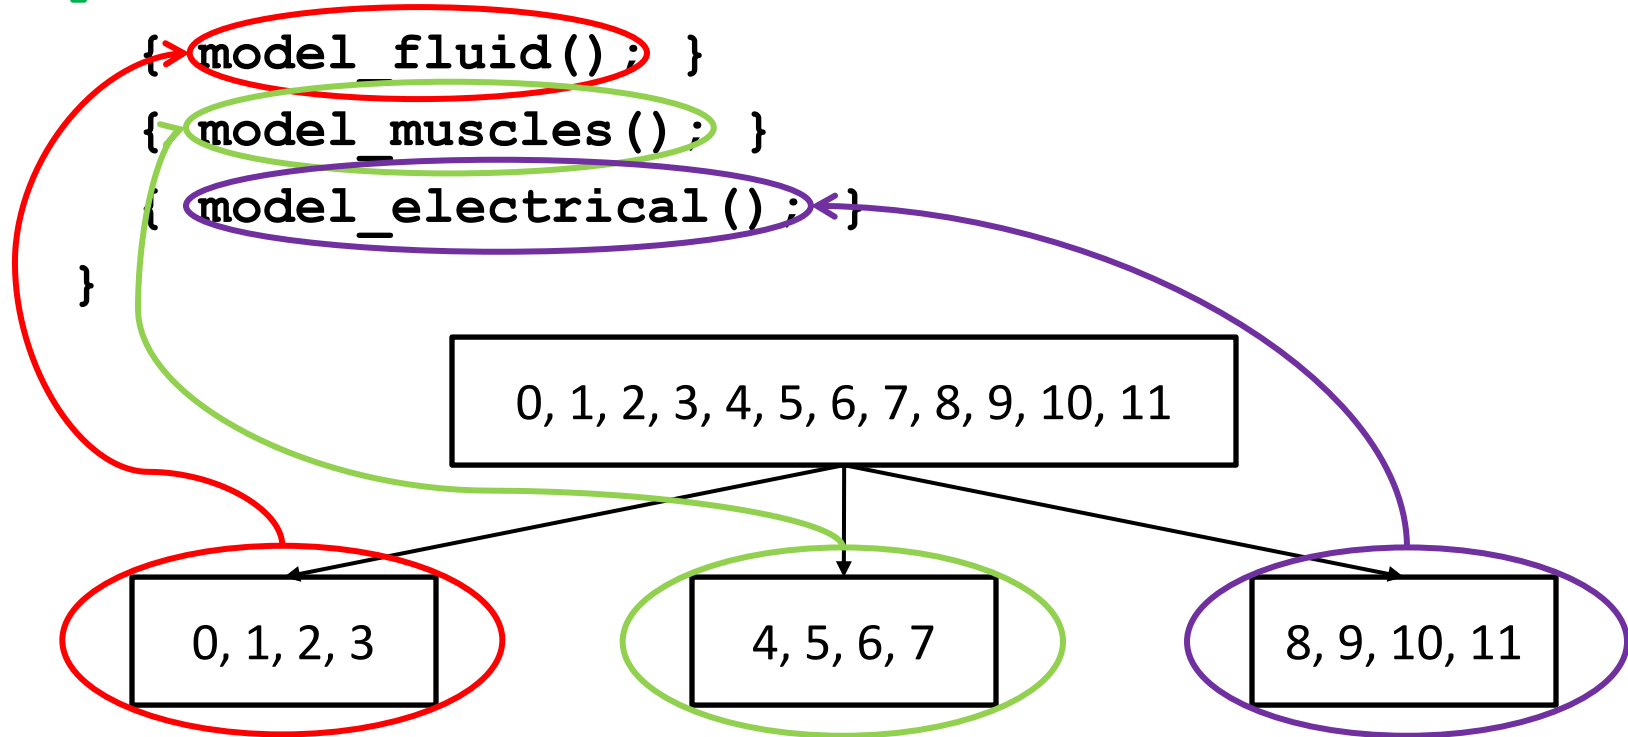 { model_fluid(); }
{ model_muscles(); }
{ model_electrical(); }
}
0, 1, 2, 3, 4, 5, 6, 7, 8, 9, 10, 11
0, 1, 2, 3
4, 5, 6, 7
8, 9, 10, 11